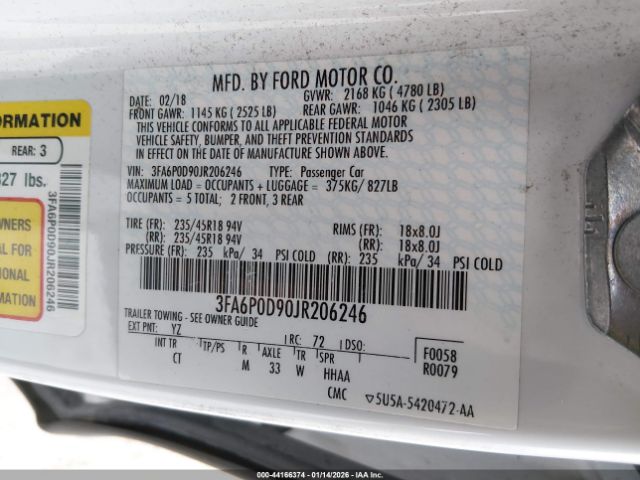 MFD. BY FORD MOTOR CO.
DATE: 02/18 GVWR: 2168 KG ( 4780 LB)
FRONT GAWR: 1145 KG ( 2525 LB) REAR GAWR: 1046 KG ( 2305 LB)
THIS VEHICLE CONFORMS TO ALL APPLICABLE FEDERAL MOTOR
VEHICLE SAFETY, BUMPER, AND THEFT PREVENTION STANDARDS
IN EFFECT ON THE DATE OF MANUFACTURE SHOWN ABOVE.
VIN: 3FA6P0D90JR206246 TYPE: Passenger Car
MAXIMUM LOAD = OCCUPANTS + LUGGAGE = 375KG/ 827LB
OCCUPANTS = 5 TOTAL; 2 FRONT, 3 REAR
TIRE (FR): 235/45R18 94V RIMS (FR): 18x8.0J
(RR): 235/45R18 94V (RR): 18x8.0J
PRESSURE (FR): 235 kPa/ 34 PSI COLD (RR): 235 kPa/ 34 PSI COLD
3FA6P0D90JR206246
TRAILER TOWING - SEE OWNER GUIDE
EXT PNT: YZ RC: 72 DSO:
INT TR TP/PS R AXLE TR SPR F0058
CT M 33 W HHAA R0079
CMC ▽5U5A-5420472-AA
FORMATION
REAR: 3
827 lbs.
WNERS
AL FOR
TIONAL
RMATION
3FA6P0D90JR206246
000-44166374 | 01/14/2026 - IAA BUYER COPY